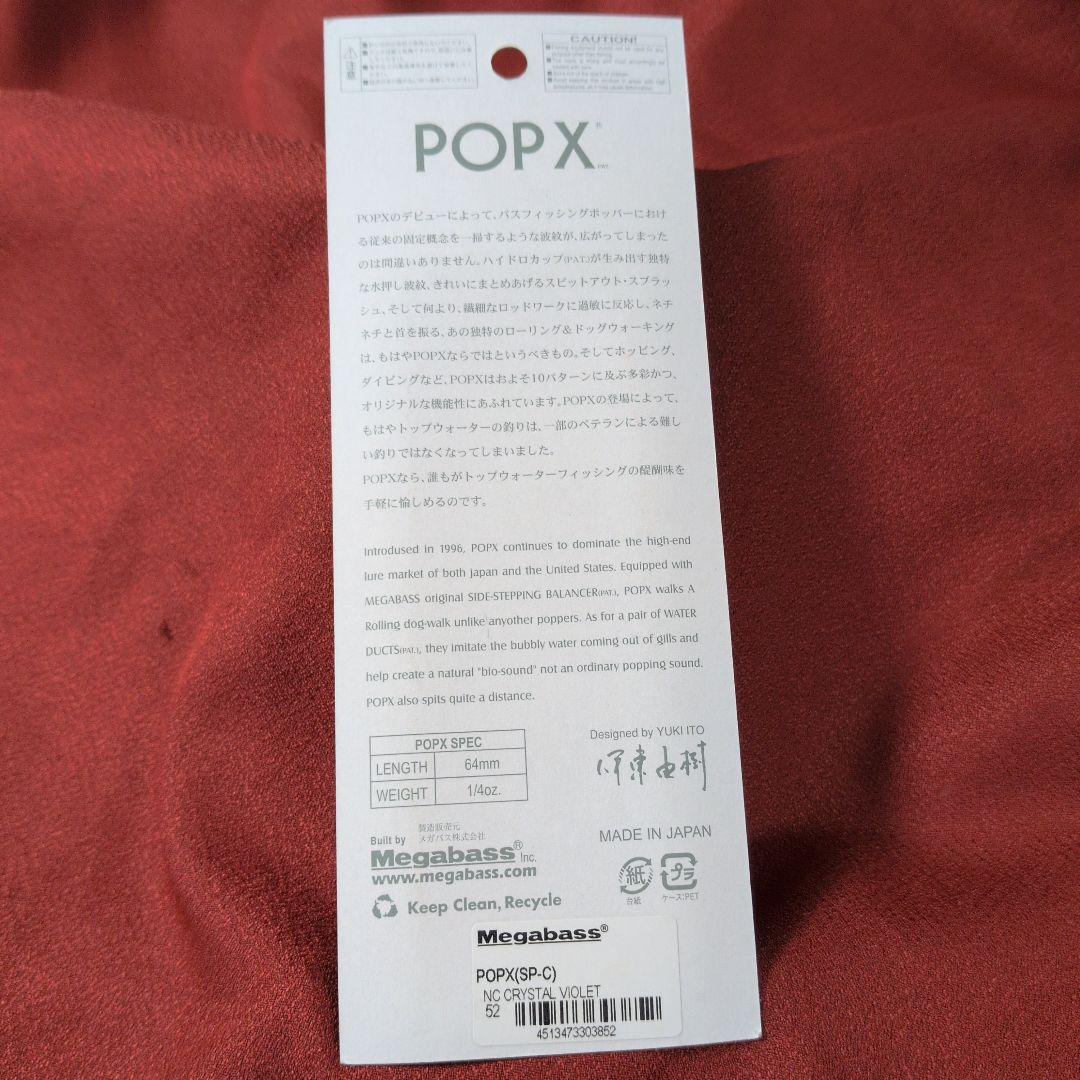 注意
CAUTION!
POPX®
PAT.
POPXのデビューによって、バスフィッシングポッパーにおけ
る従来の固定概念を一掃するような波紋が、広がってしまった
のは間違いありません。ハイドロカップ(PAT.)が生み出す独特
な水押し波紋、きれいにまとめあげるスピットアウト・スプラッ
シュ、そして何より、繊細なロッドワークに過敏に反応し、ネチ
ネチと首を振る、あの独特のローリング&ドッグウォーキング
は、もはやPOPXならではというべきもの。そしてホッピング、
ダイビングなど、POPXはおよそ10パターンに及ぶ多彩かつ、
オリジナルな機能性にあふれています。POPXの登場によって、
もはやトップウォーターの釣りは、一部のベテランによる難し
い釣りではなくなってしまいました。
POPXなら、誰もがトップウォーターフィッシングの醍醐味を
手軽に愉しめるのです。
Introdused in 1996, POPX continues to dominate the high-end
lure market of both japan and the United States. Equipped with
MEGABASS original SIDE-STEPPING BALANCER(PAT.), POPX walks A
Rolling dog-walk unlike anyother poppers. As for a pair of WATER
DUCTS(PAT.), they imitate the bubbly water coming out of gills and
help create a natural "bio-sound" not an ordinary popping sound.
POPX also spits quite a distance.
POPX SPEC
LENGTH 64mm
WEIGHT 1/4oz.
Designed by YUKI ITO
伊東由樹
製造販売元
Built by メガバス株式会社
Megabass® Inc.
www.megabass.com
Keep Clean, Recycle
MADE IN JAPAN
紙 プラ
台紙 ケース:PET
Megabass®
POPX(SP-C)
NC CRYSTAL VIOLET
52
4513473303852